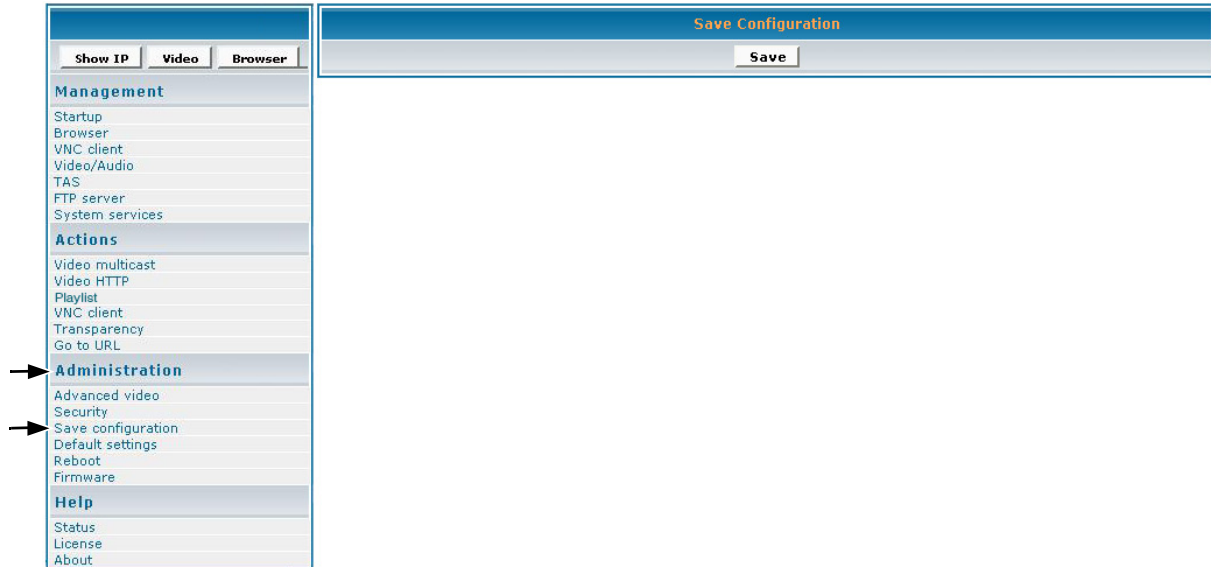 Show IP Video Browser
Management
Startup
Browser
VNC client
Video/Audio
TAS
FTP server
System services
Actions
Video multicast
Video HTTP
Playlist
VNC client
Transparency
Go to URL
Administration
Advanced video
Security
Save configuration
Default settings
Reboot
Firmware
Help
Status
License
About
Save Configuration
Save